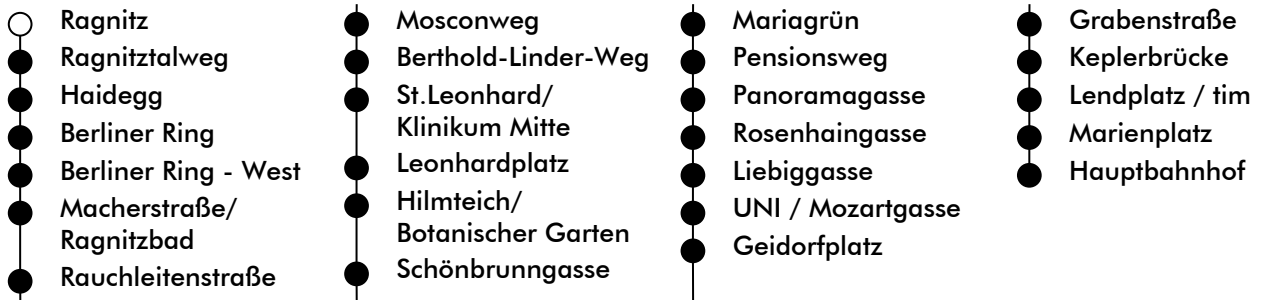 Ragnitz
Ragnitztalweg
Haidegg
Berliner Ring
Berliner Ring - West
Macherstraße/
Ragnitzbad
Rauchleitenstraße
Mosconweg
Berthold-Linder-Weg
St.Leonhard/
Klinikum Mitte
Leonhardplatz
Hilmteich/
Botanischer Garten
Schönbrunngasse
Mariagrün
Pensionsweg
Panoramagasse
Rosenhaingasse
Liebiggasse
UNI / Mozartgasse
Geidorfplatz
Grabenstraße
Keplerbrücke
Lendplatz / tim
Marienplatz
Hauptbahnhof